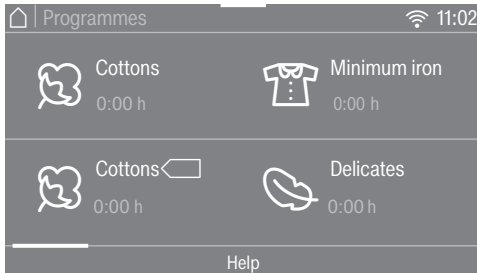 Programmes 11:02
Cottons
0:00 h
Minimum iron
0:00 h
Cottons
0:00 h
Delicates
0:00 h
Help